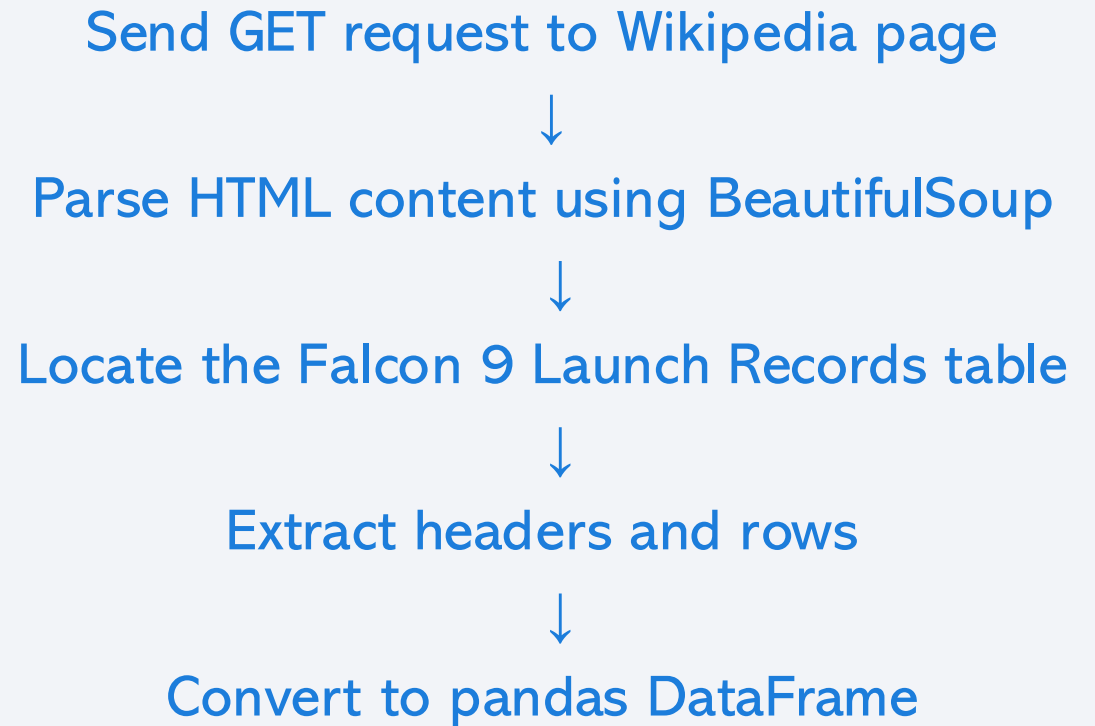 Send GET request to Wikipedia page
↓
Parse HTML content using BeautifulSoup
↓
Locate the Falcon 9 Launch Records table
↓
Extract headers and rows
↓
Convert to pandas DataFrame